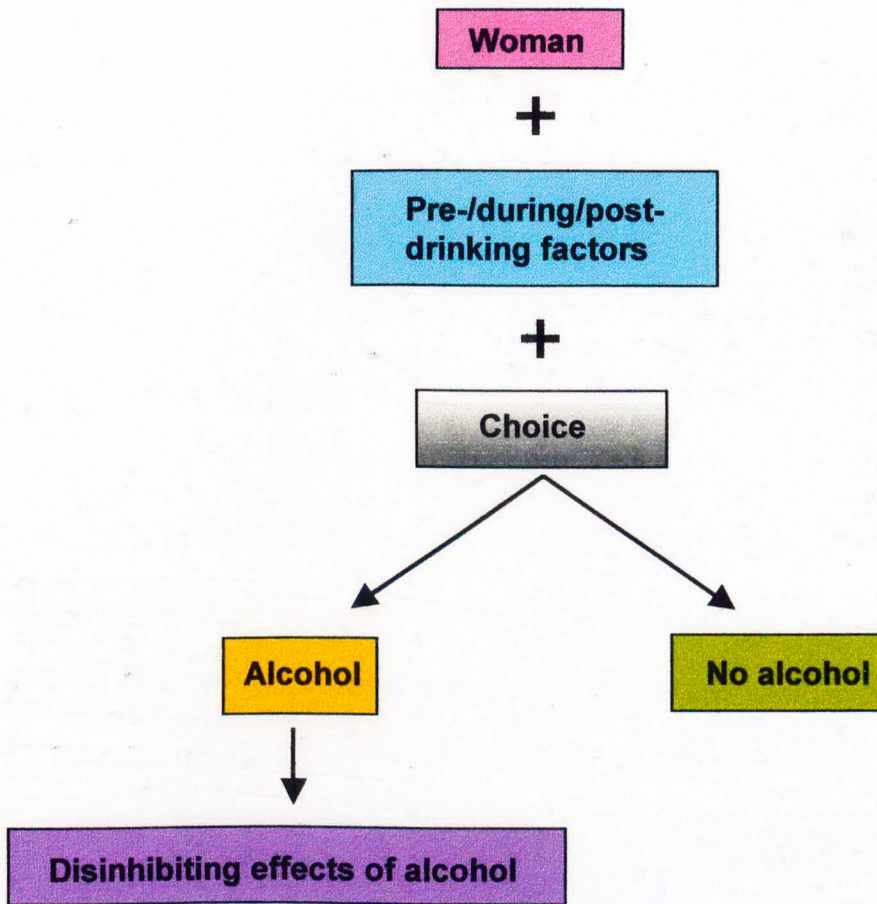 Woman
+
Pre-/during/post-
drinking factors
+
Choice
Alcohol
No alcohol
Disinhibiting effects of alcohol